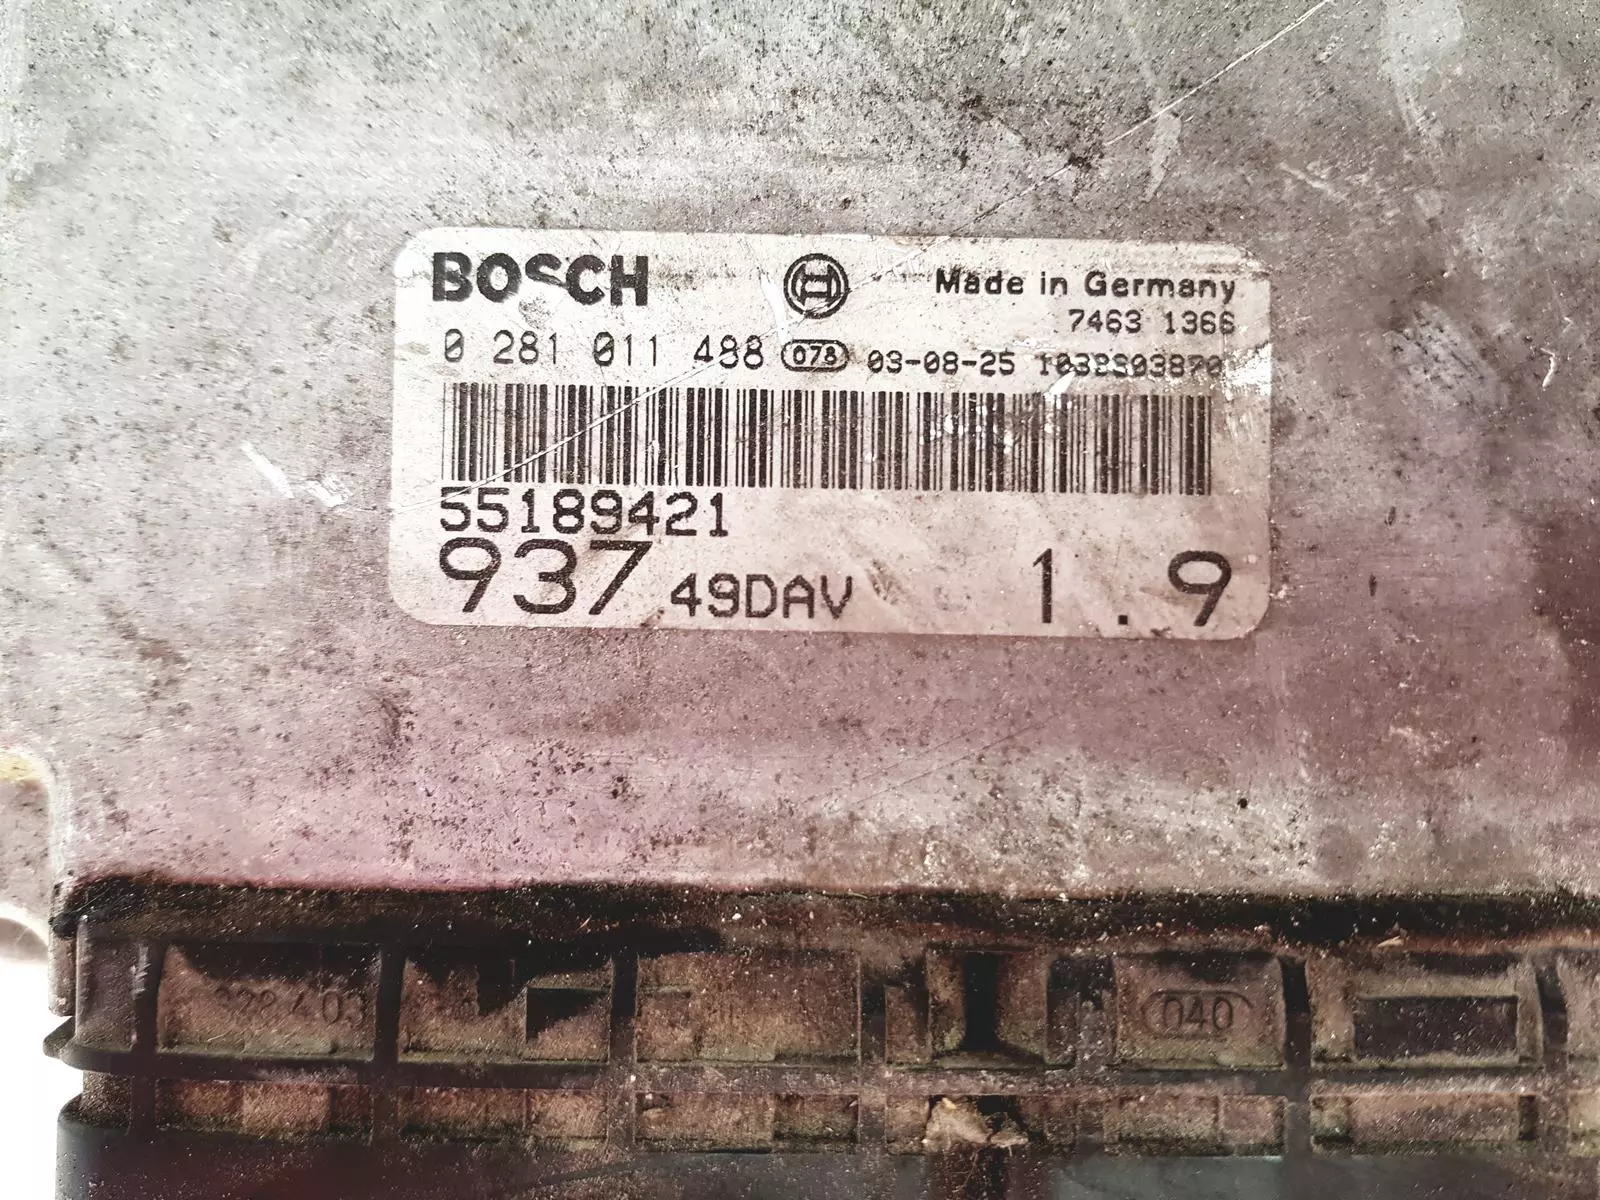 BOSCH
Made in Germany
7463 1366
0 281 011 488 078 03-08-25
55189421
937 49DAV 1.9
040